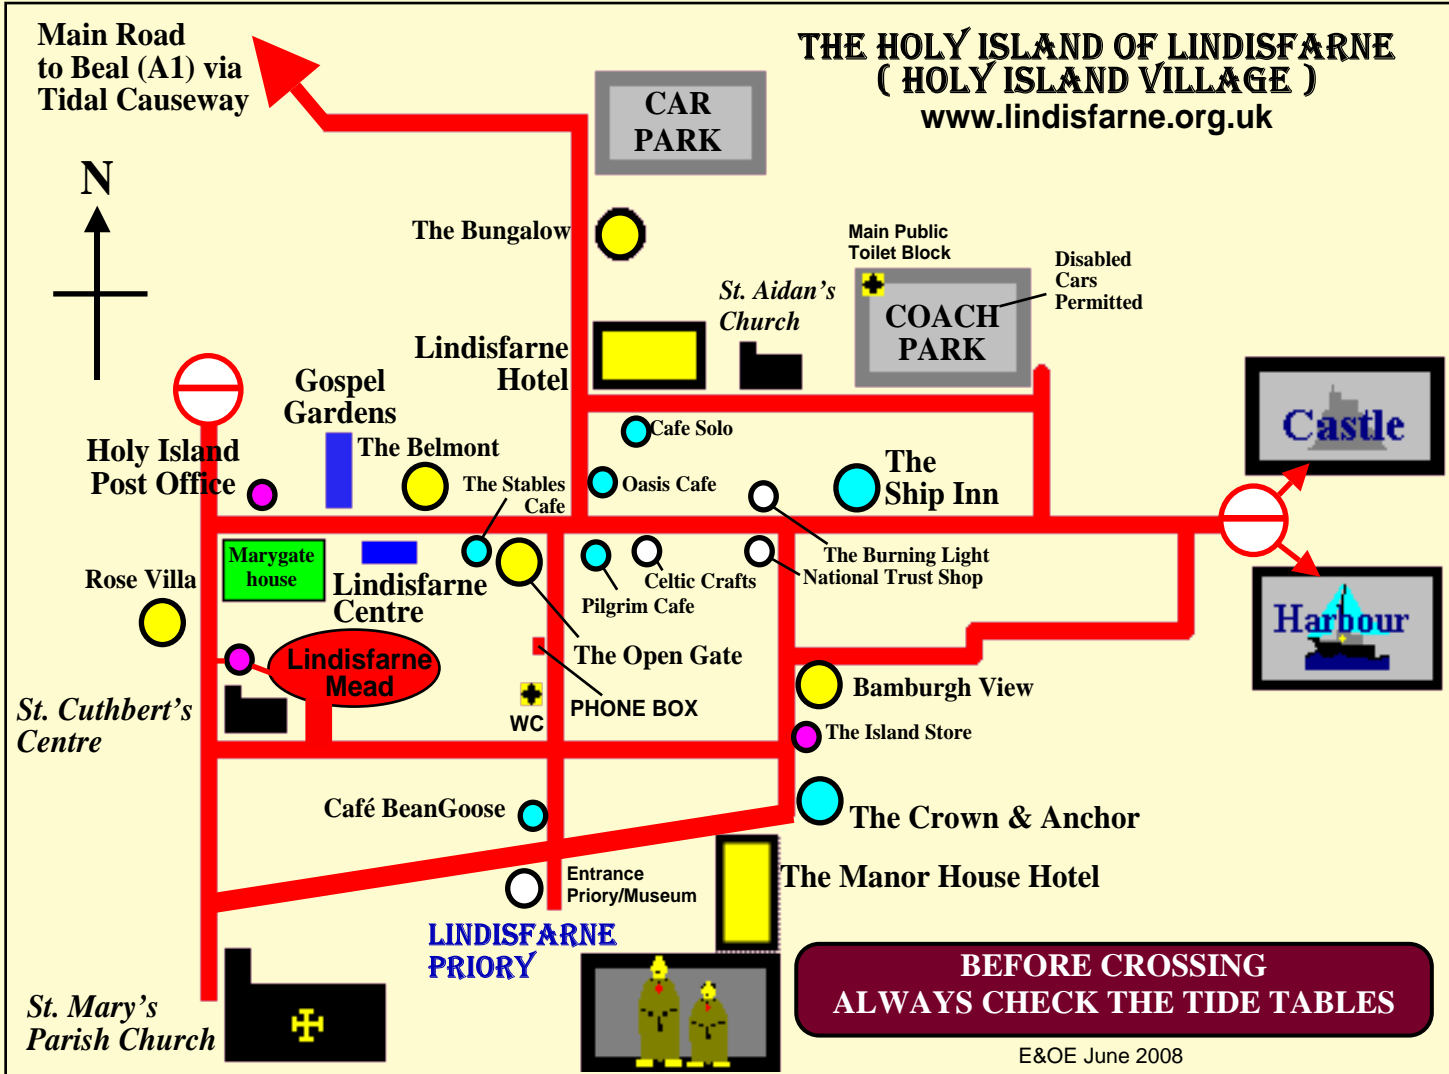 Main Road
to Beal (A1) via
Tidal Causeway
THE HOLY ISLAND OF LINDISFARNE
( HOLY ISLAND VILLAGE )
www.lindisfarne.org.uk
CAR
PARK
N
The Bungalow
Main Public
Toilet Block
Disabled
Cars
Permitted
St. Aidan's
Church
COACH
PARK
Lindisfarne
Hotel
Gospel
Gardens
Castle
Cafe Solo
Holy Island
Post Office
The Belmont
The Stables
Cafe
Oasis Cafe
The
Ship Inn
Marygate
house
Lindisfarne
Centre
Pilgrim Cafe
Celtic Crafts
The Burning Light
National Trust Shop
Rose Villa
Harbour
Lindisfarne
Mead
The Open Gate
Bamburgh View
St. Cuthbert's
Centre
WC
PHONE BOX
The Island Store
Café BeanGoose
The Crown & Anchor
Entrance
Priory/Museum
The Manor House Hotel
LINDISFARNE
PRIORY
St. Mary's
Parish Church
BEFORE CROSSING
ALWAYS CHECK THE TIDE TABLES
E&OE June 2008